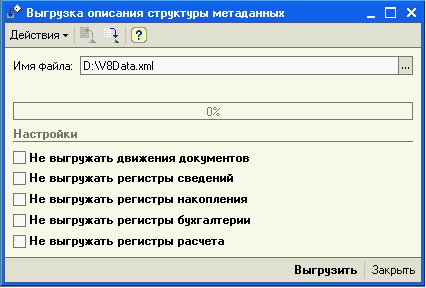 Выгрузка описания структуры метаданных
Действия
Имя файла: D:\V8Data.xml ...
0%
Настройки
Не выгружать движения документов
Не выгружать регистры сведений
Не выгружать регистры накопления
Не выгружать регистры бухгалтерии
Не выгружать регистры расчета
Выгрузить Закрыть